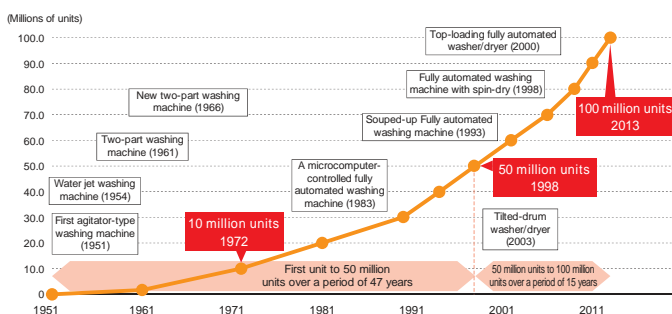 (Millions of units)
100.0
90.0
80.0
70.0
60.0
50.0
40.0
30.0
20.0
10.0
0
Top-loading fully automated
washer/dryer (2000)
Fully automated washing
machine with spin-dry (1998)
New two-part washing
machine (1966)
100 million units
2013
Souped-up Fully automated
washing machine (1993)
Two-part washing
machine (1961)
A microcomputer-
controlled fully
automated washing
machine (1983)
50 million units
1998
Water jet washing
machine (1954)
First agitator-type
washing machine
(1951)
10 million units
1972
Tilted-drum
washer/dryer
(2003)
First unit to 50 million
units over a period of 47 years
50 million units to 100 million
units over a period of 15 years
1951
1961
1971
1981
1991
2001
2011